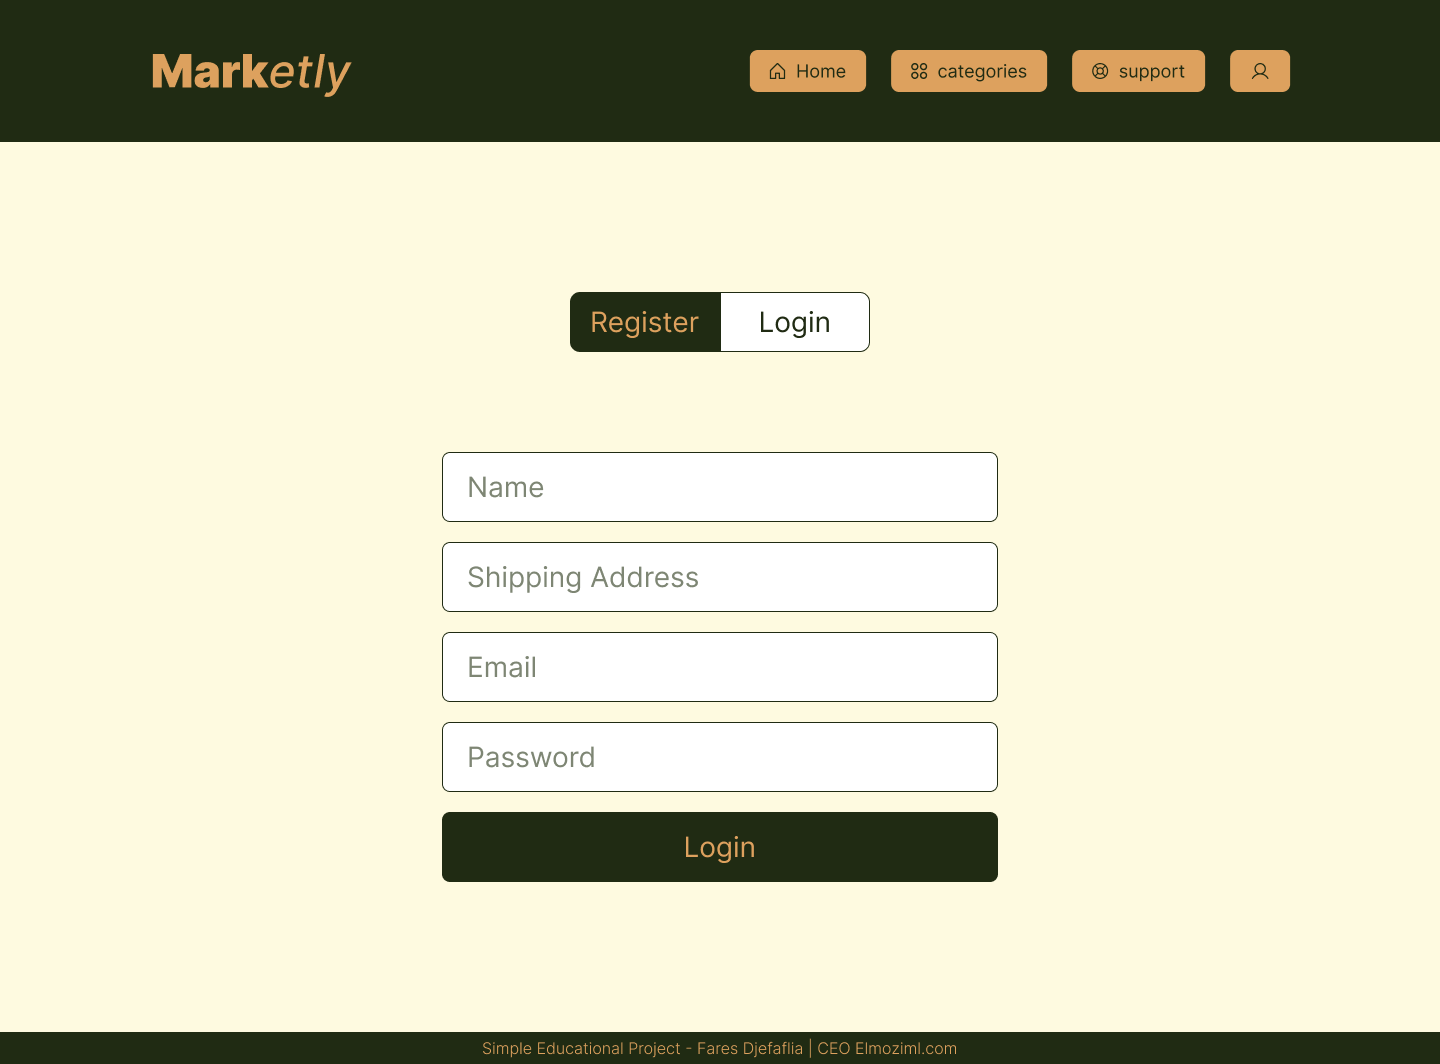 Marketly
Home categories support
Register Login
Name
Shipping Address
Email
Password
Login
Simple Educational Project - Fares Djefaflia | CEO Elmoziml.com